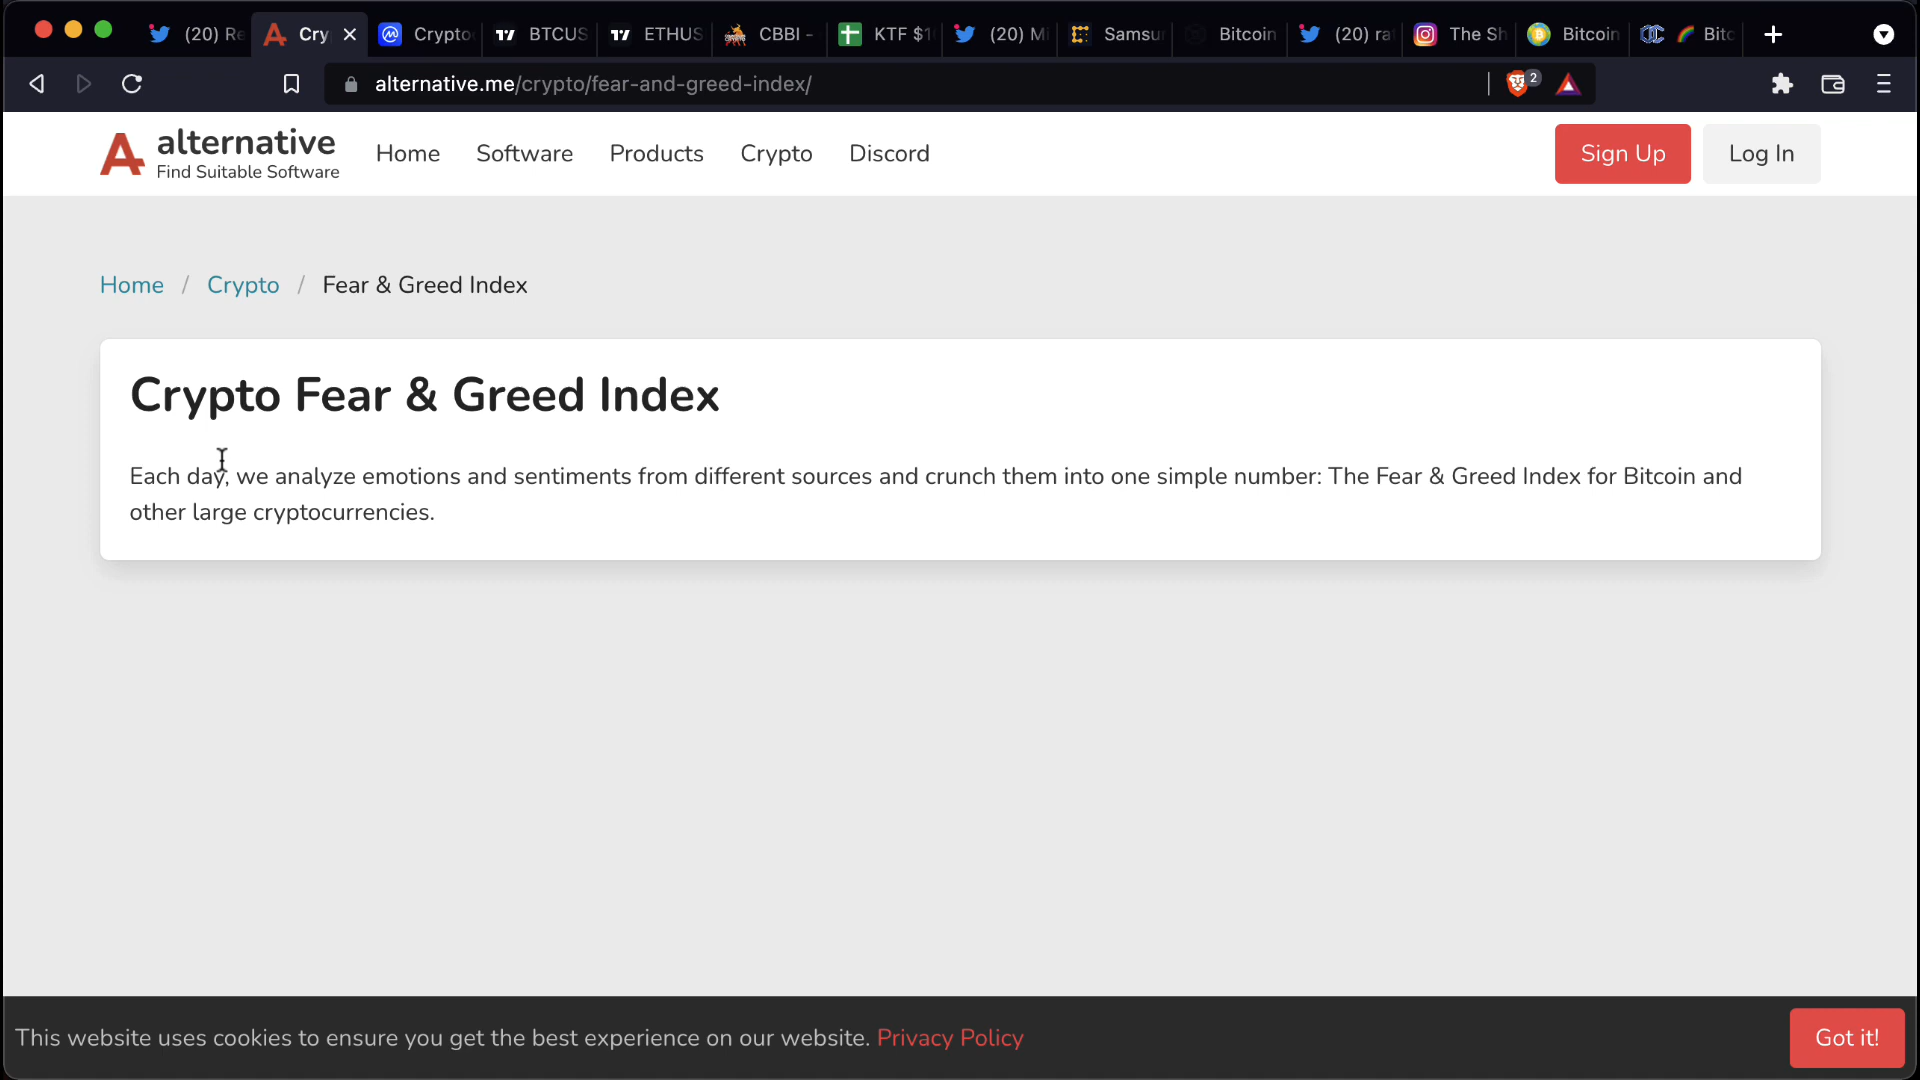 (20) Re
Cry
Crypto
BTCUS
ETHUS
CBBI -
KTF $1
(20) Mi
Samsu
Bitcoin
(20) ra
The Sh
Bitcoin
Bitc
alternative.me/crypto/fear-and-greed-index/
2
alternative
Find Suitable Software
Home
Software
Products
Crypto
Discord
Sign Up
Log In
Home / Crypto / Fear & Greed Index
Crypto Fear & Greed Index
Each day, we analyze emotions and sentiments from different sources and crunch them into one simple number: The Fear & Greed Index for Bitcoin and
other large cryptocurrencies.
This website uses cookies to ensure you get the best experience on our website. Privacy Policy
Got it!